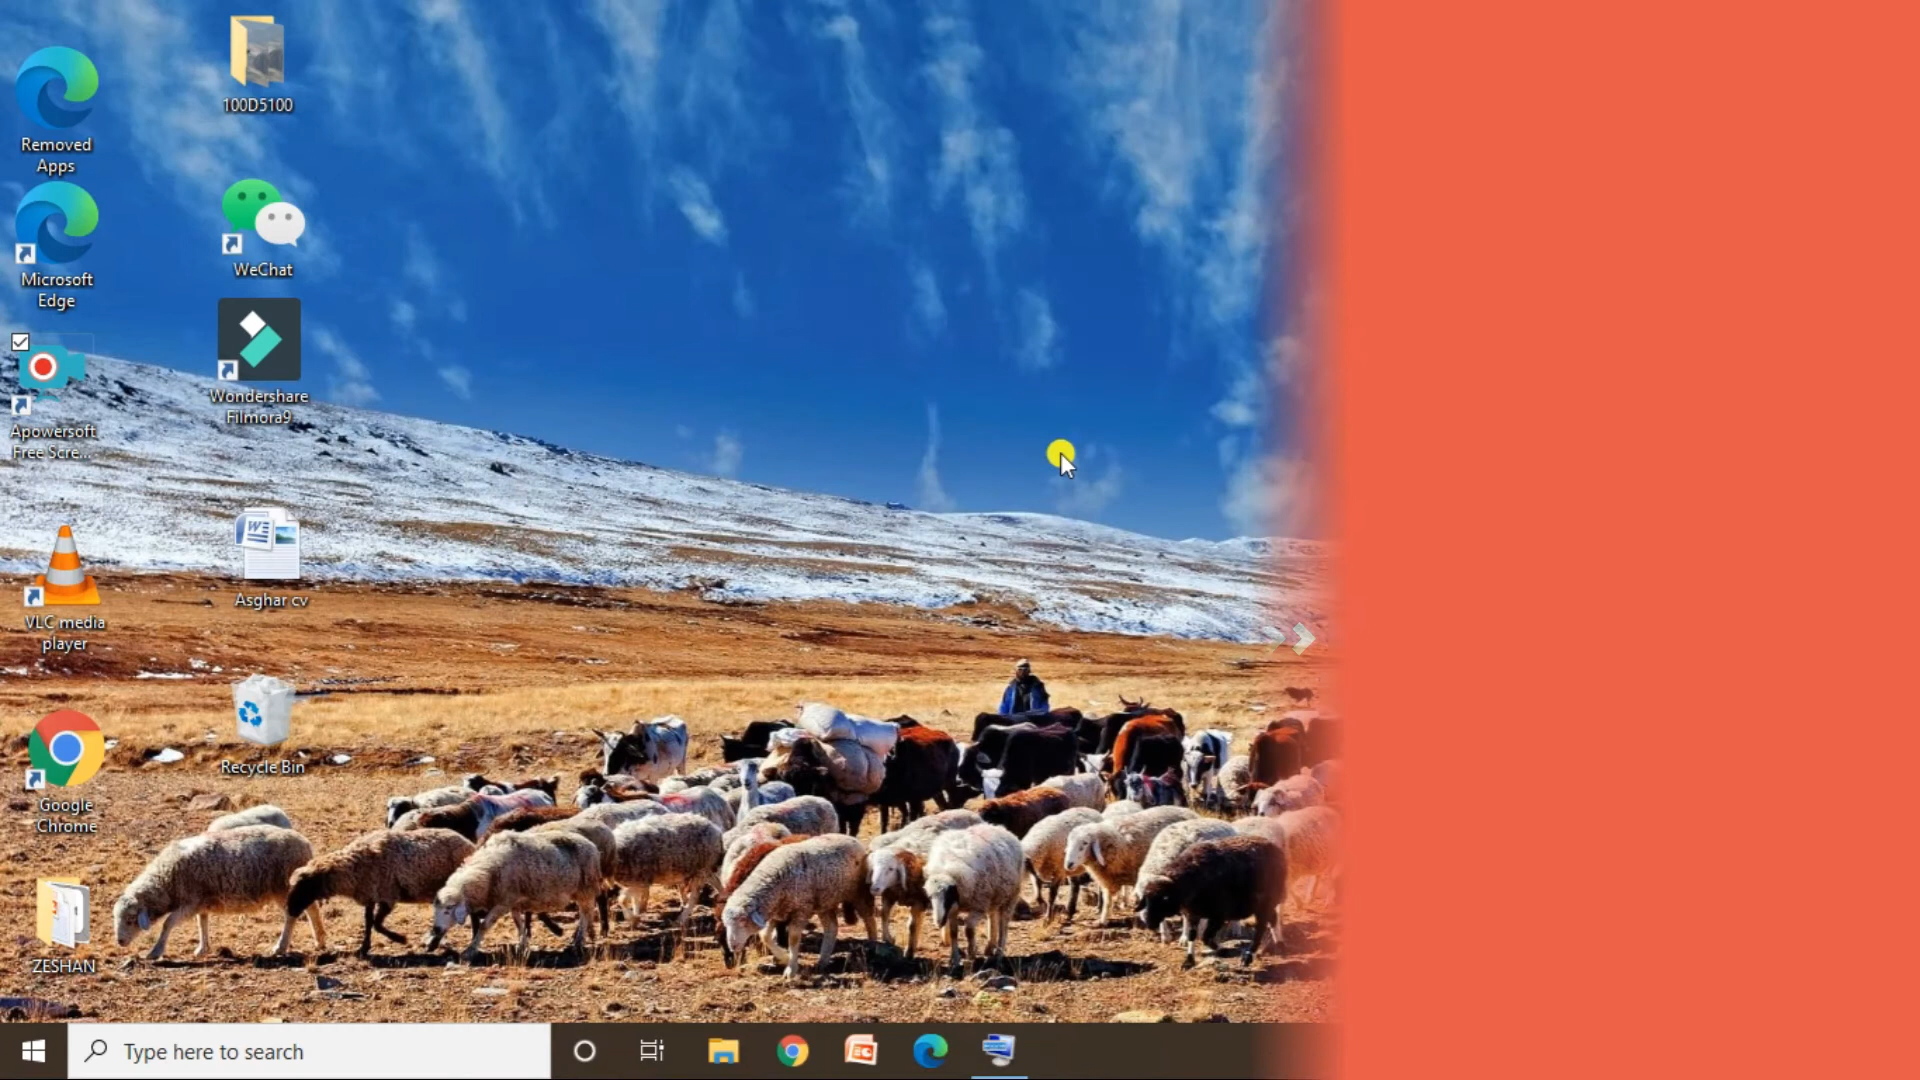 100D5100
Removed
Apps
WeChat
Microsoft
Edge
Wondershare
Filmora9
Apowersoft
Free Scre...
Asghar cv
VLC media
player
Recycle Bin
Google
Chrome
ZESHAN
Type here to search